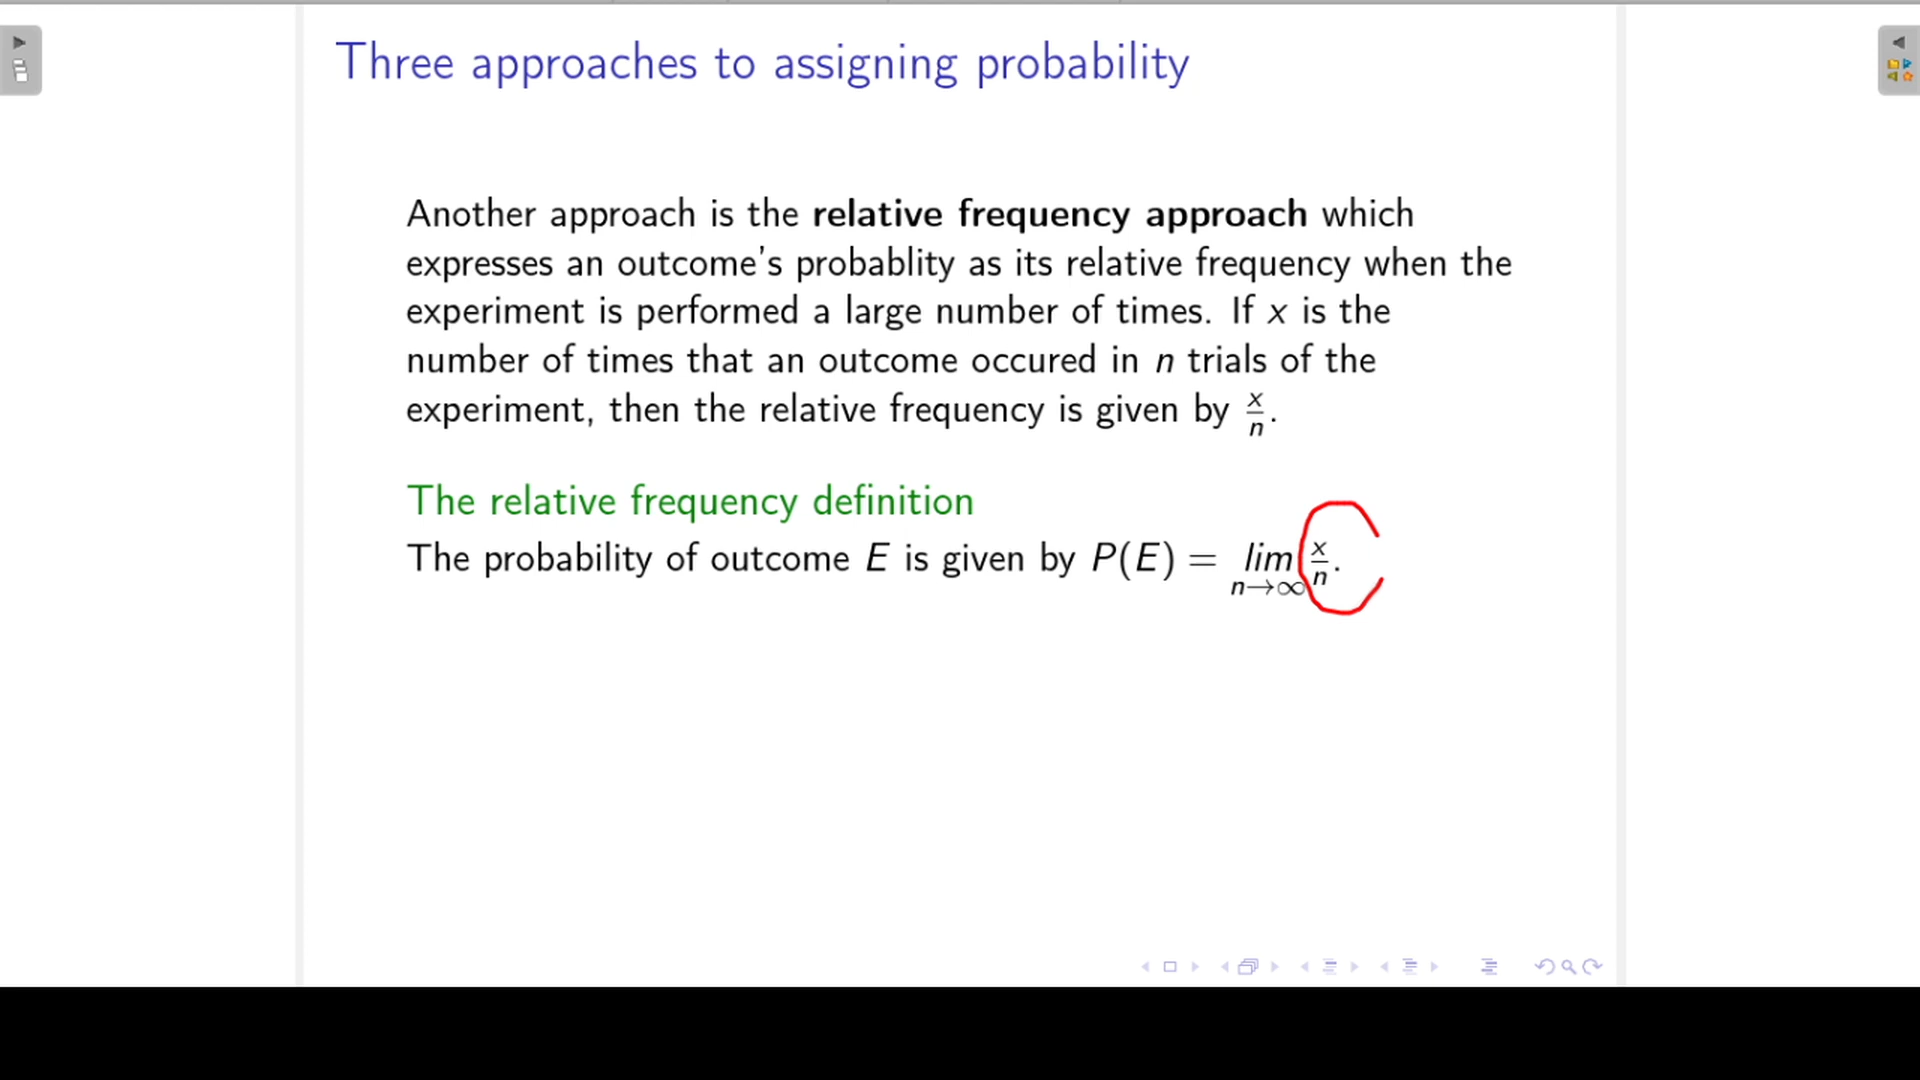 Three approaches to assigning probability
Another approach is the relative frequency approach which
expresses an outcome's probablity as its relative frequency when the
experiment is performed a large number of times. If x is the
number of times that an outcome occured in n trials of the
experiment, then the relative frequency is given by x/n.
The relative frequency definition
The probability of outcome E is given by P(E) = lim n→∞ x/n.